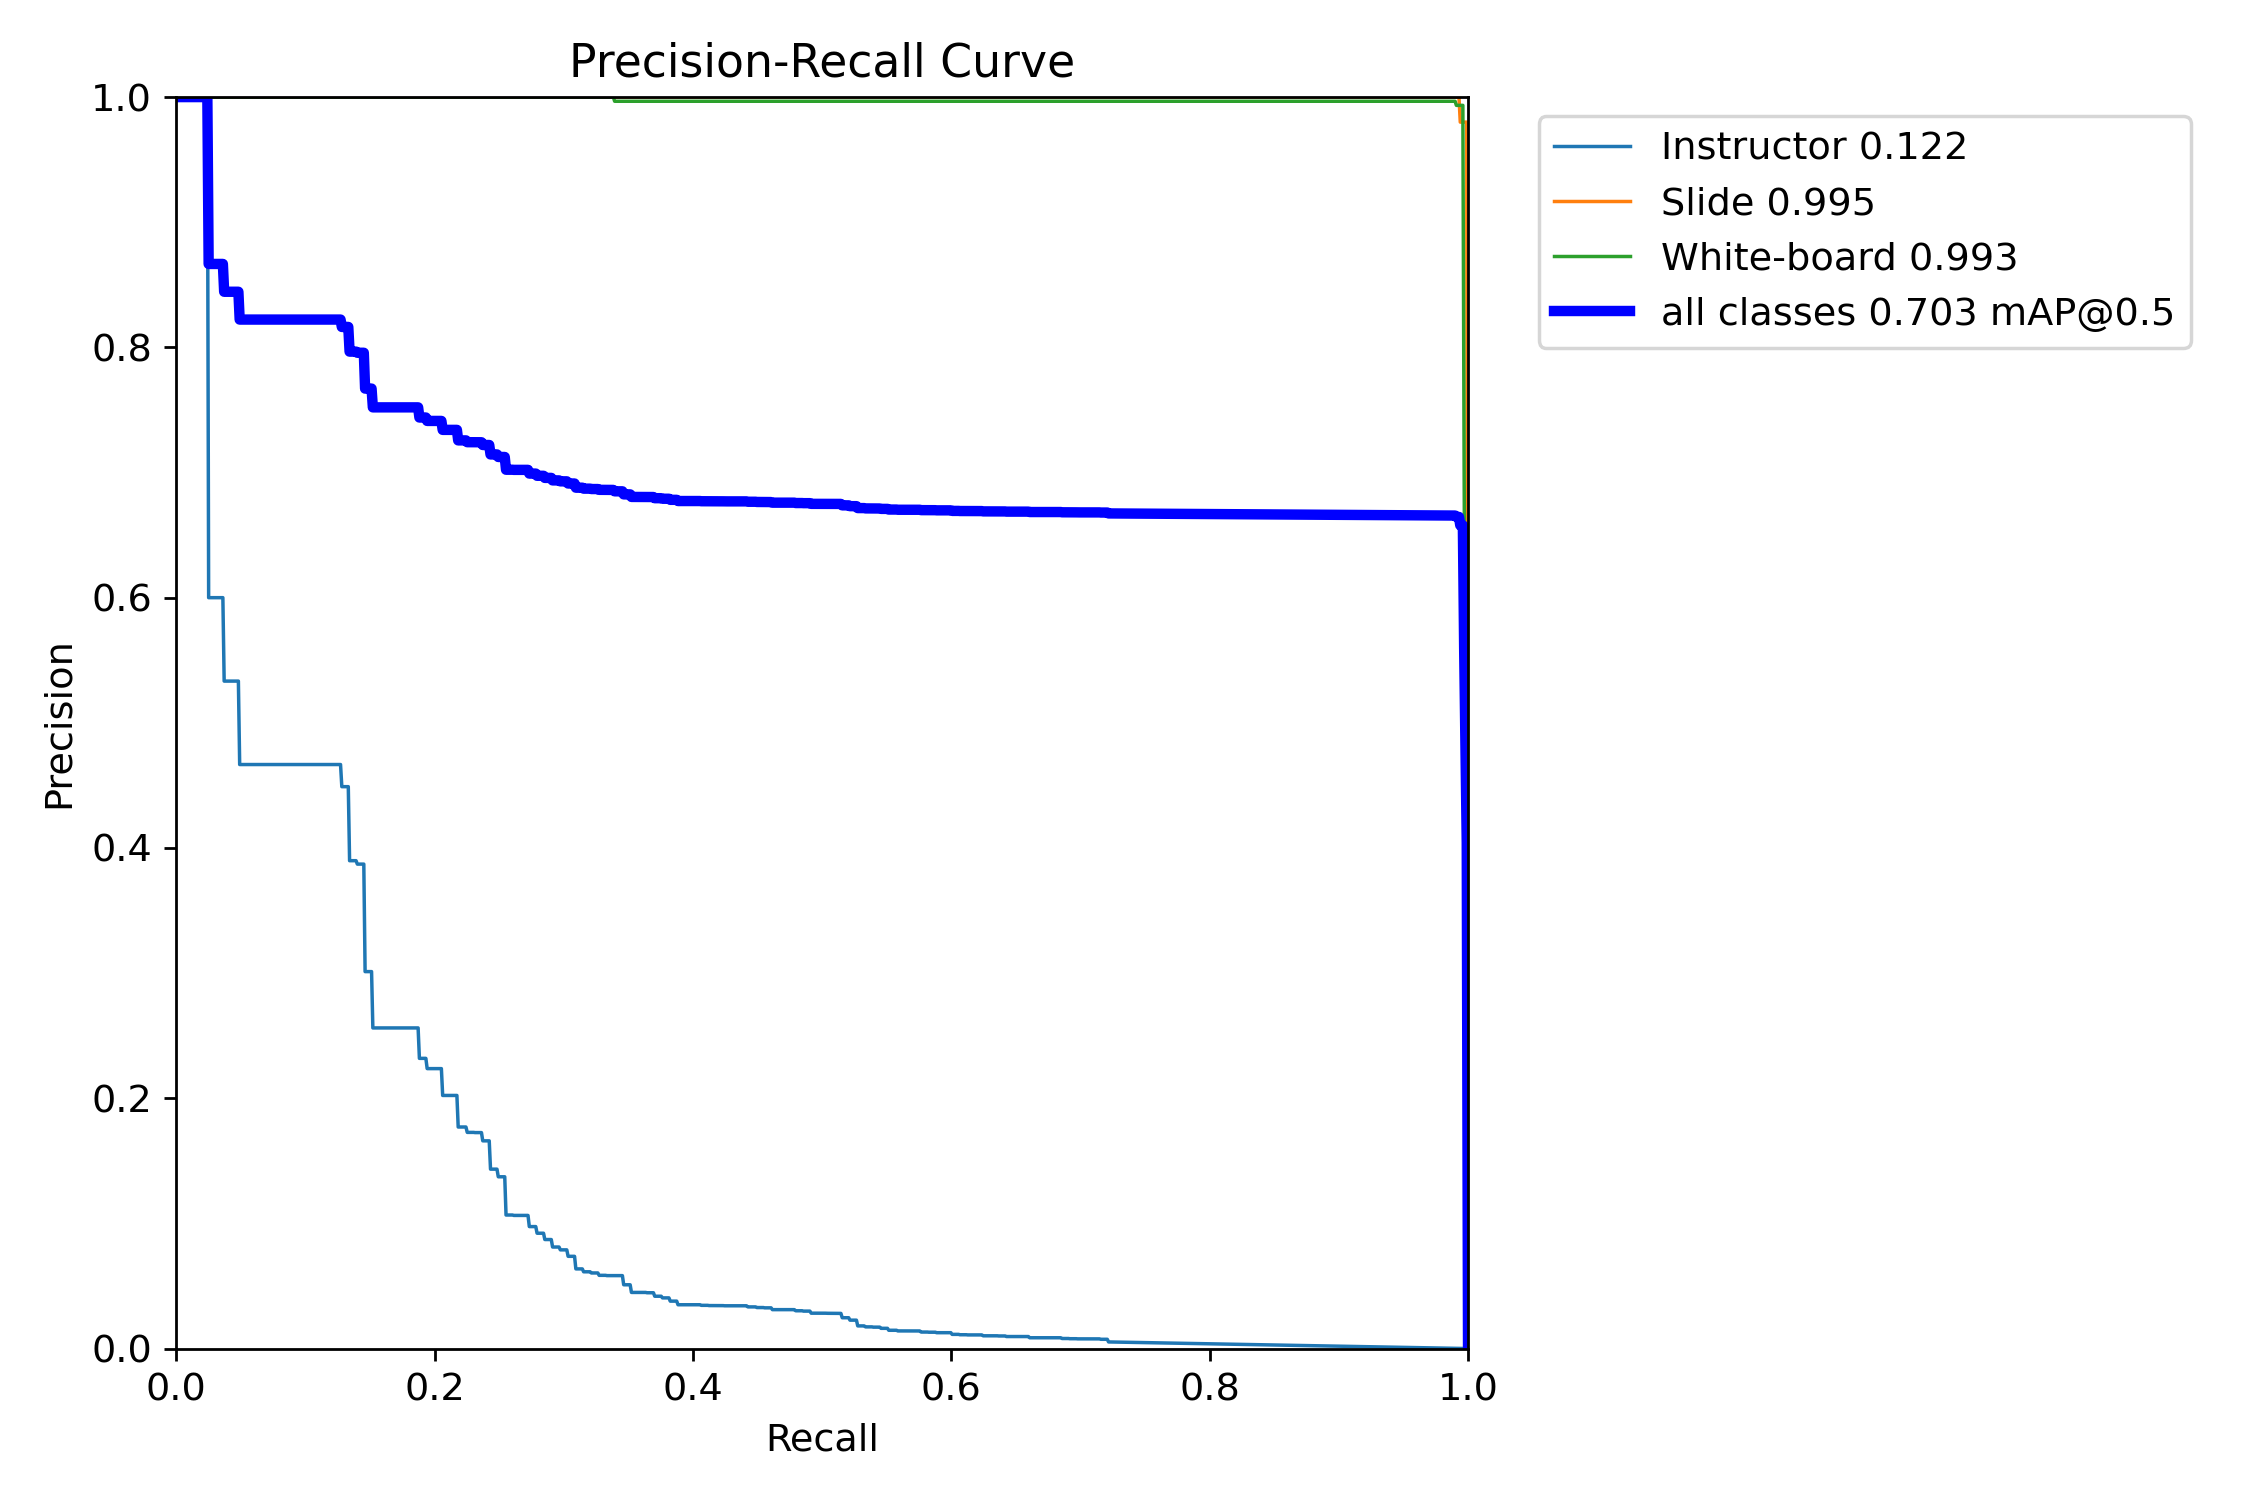 Precision-Recall Curve
1.0
0.8
0.6
0.4
0.2
0.0
Precision
0.0 0.2 0.4 0.6 0.8 1.0
Recall
Instructor 0.122
Slide 0.995
White-board 0.993
all classes 0.703 mAP@0.5